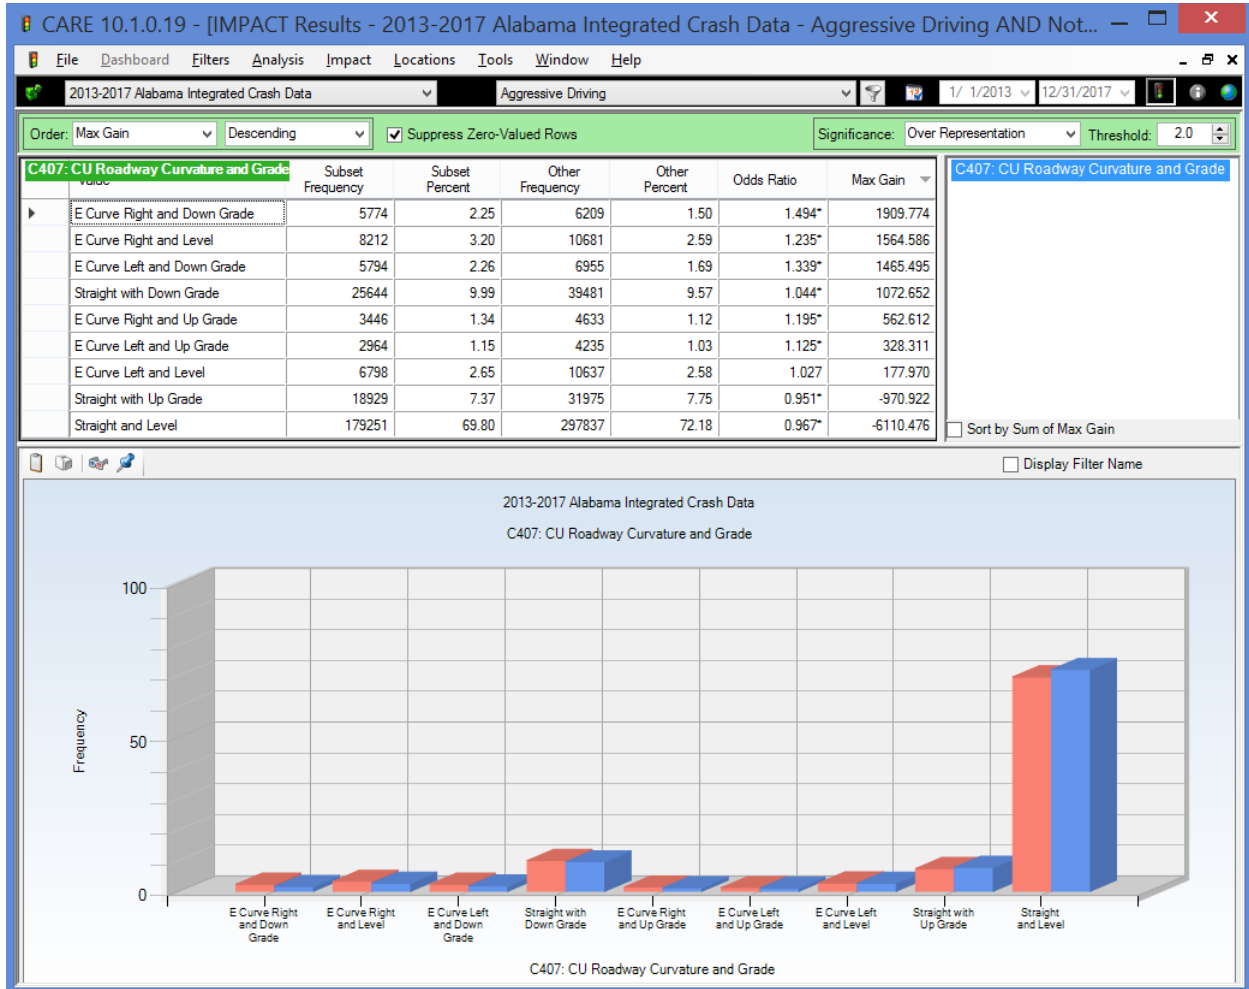 CARE 10.1.0.19 - [IMPACT Results - 2013-2017 Alabama Integrated Crash Data - Aggressive Driving AND Not...
File Dashboard Filters Analysis Impact Locations Tools Window Help
2013-2017 Alabama Integrated Crash Data Aggressive Driving 1/ 1/2013 12/31/2017
Order: Max Gain Descending Suppress Zero-Valued Rows Significance: Over Representation Threshold: 2.0
C407: CU Roadway Curvature and Grade Subset Frequency Subset Percent Other Frequency Other Percent Odds Ratio Max Gain C407: CU Roadway Curvature and Grade
E Curve Right and Down Grade 5774 2.25 6209 1.50 1.494* 1909.774
E Curve Right and Level 8212 3.20 10681 2.59 1.235* 1564.586
E Curve Left and Down Grade 5794 2.26 6955 1.69 1.339* 1465.495
Straight with Down Grade 25644 9.99 39481 9.57 1.044* 1072.652
E Curve Right and Up Grade 3446 1.34 4633 1.12 1.195* 562.612
E Curve Left and Up Grade 2964 1.15 4235 1.03 1.125* 328.311
E Curve Left and Level 6798 2.65 10637 2.58 1.027 177.970
Straight with Up Grade 18929 7.37 31975 7.75 0.951* -970.922
Straight and Level 179251 69.80 297837 72.18 0.967* -6110.476
Sort by Sum of Max Gain
Display Filter Name
2013-2017 Alabama Integrated Crash Data
C407: CU Roadway Curvature and Grade
100
50
0
Frequency
E Curve Right and Down Grade
E Curve Right and Level
E Curve Left and Down Grade
Straight with Down Grade
E Curve Right and Up Grade
E Curve Left and Up Grade
E Curve Left and Level
Straight with Up Grade
Straight and Level
C407: CU Roadway Curvature and Grade